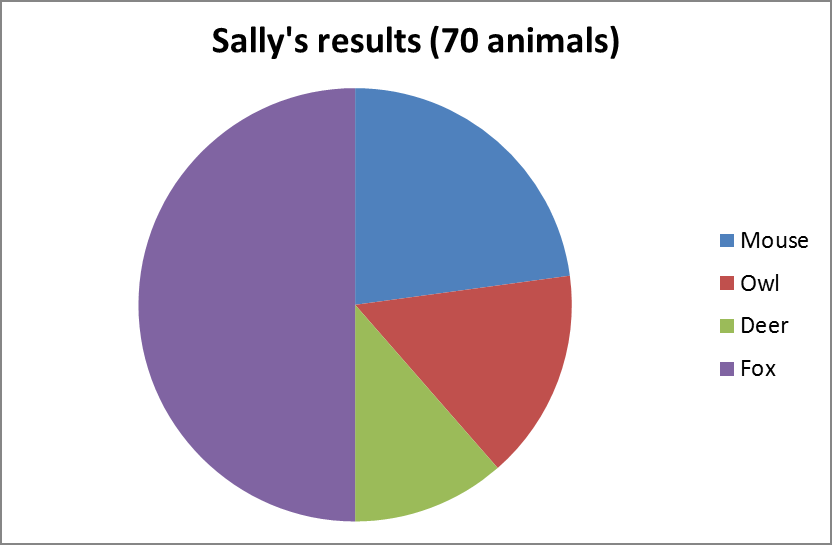 Sally's results (70 animals)
Mouse
Owl
Deer
Fox